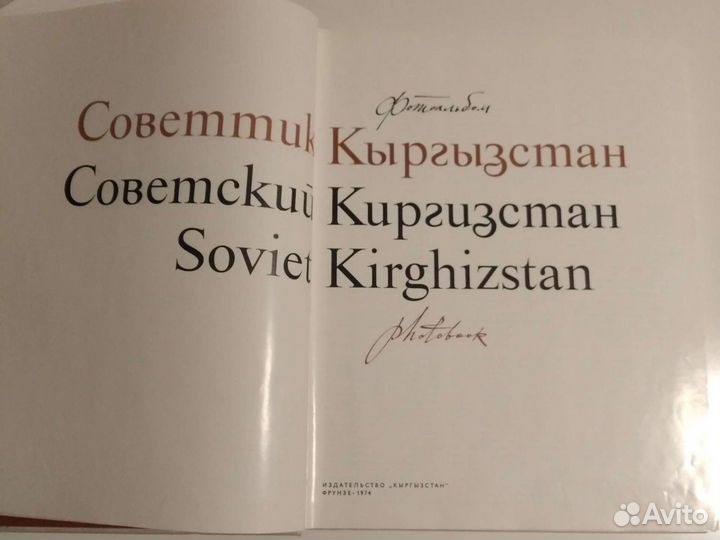 фотоальбом
Советтик Кыргызстан
Советский Киргизстан
Soviet Kirghizstan
photobook
ИЗДАТЕЛЬСТВО „КЫРГЫЗСТАН"
ФРУНЗЕ - 1974
Avito